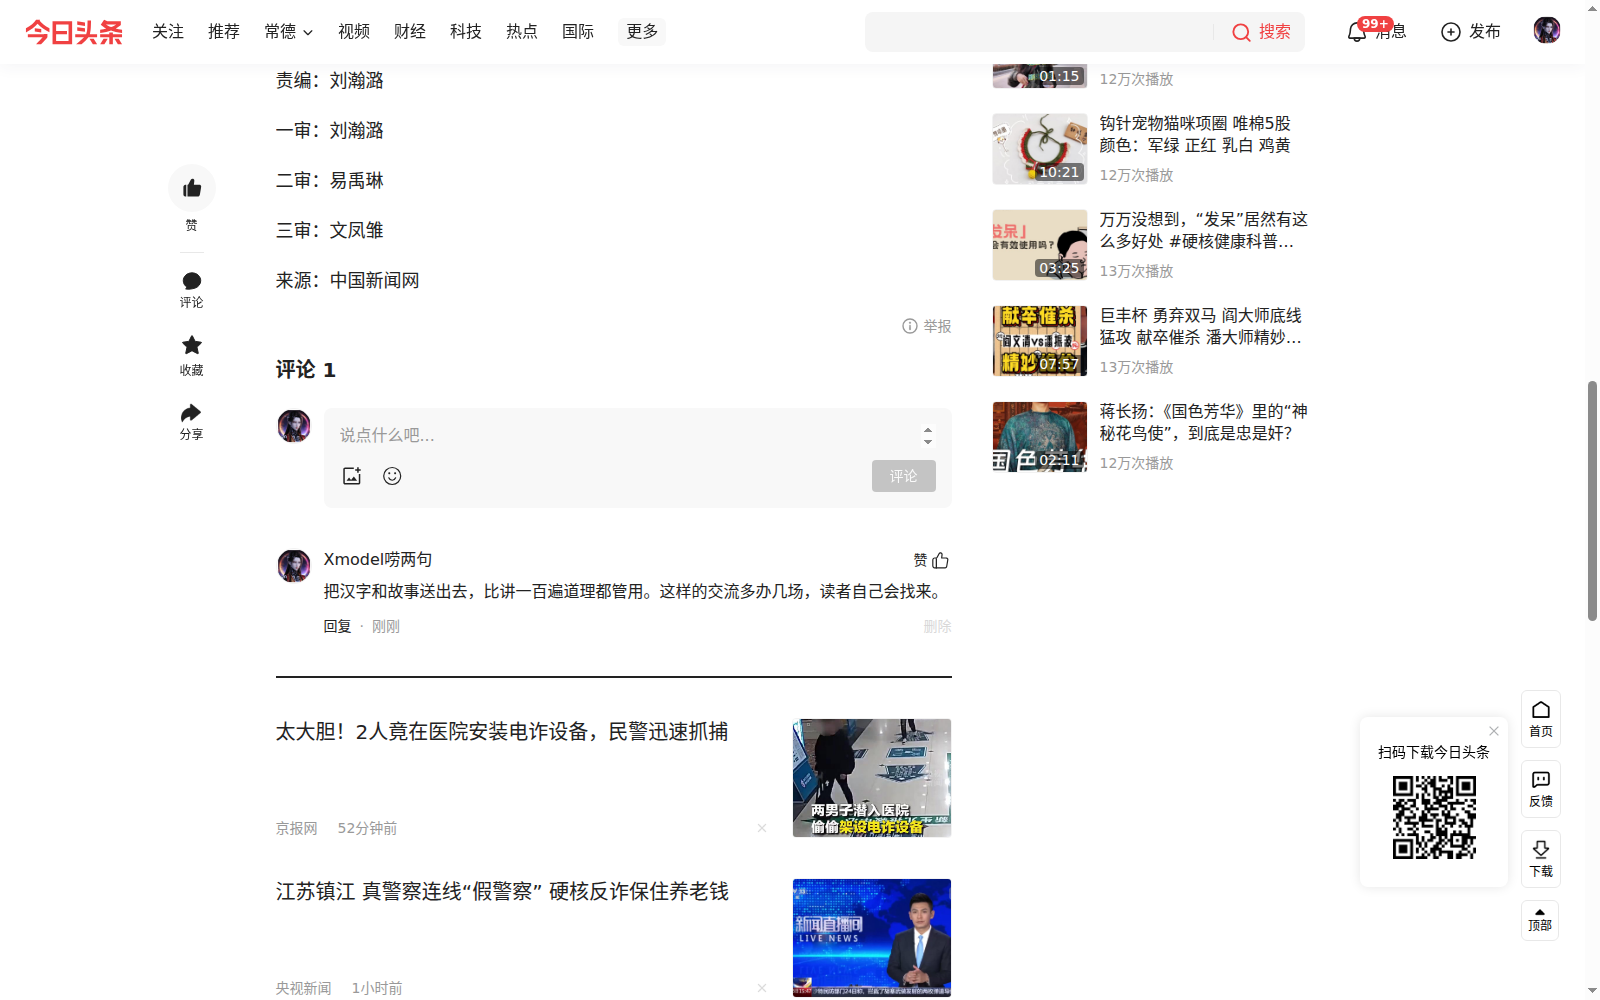 今日头条
关注 推荐 常德 视频 财经 科技 热点 国际 更多
搜索
99+
消息
发布
责编：刘瀚潞
一审：刘瀚潞
二审：易禹琳
三审：文凤雏
来源：中国新闻网
举报
赞
评论
收藏
分享
评论 1
说点什么吧...
评论
Xmodel唠两句
赞
把汉字和故事送出去，比讲一百遍道理都管用。这样的交流多办几场，读者自己会找来。
回复 · 刚刚
删除
太大胆！2人竟在医院安装电诈设备，民警迅速抓捕
京报网 52分钟前
两男子潜入医院
偷偷架设电诈设备
江苏镇江 真警察连线“假警察” 硬核反诈保住养老钱
央视新闻 1小时前
新闻直播间
LIVE NEWS
01:15
12万次播放
10:21
钩针宠物猫咪项圈 唯棉5股
颜色：军绿 正红 乳白 鸡黄
12万次播放
发呆」
会有效使用吗？
03:25
万万没想到，“发呆”居然有这
么多好处 #硬核健康科普...
13万次播放
献卒催杀
07:57
巨丰杯 勇弃双马 阎大师底线
猛攻 献卒催杀 潘大师精妙...
13万次播放
02:11
蒋长扬：《国色芳华》里的“神
秘花鸟使”，到底是忠是奸？
12万次播放
扫码下载今日头条
首页
反馈
下载
顶部